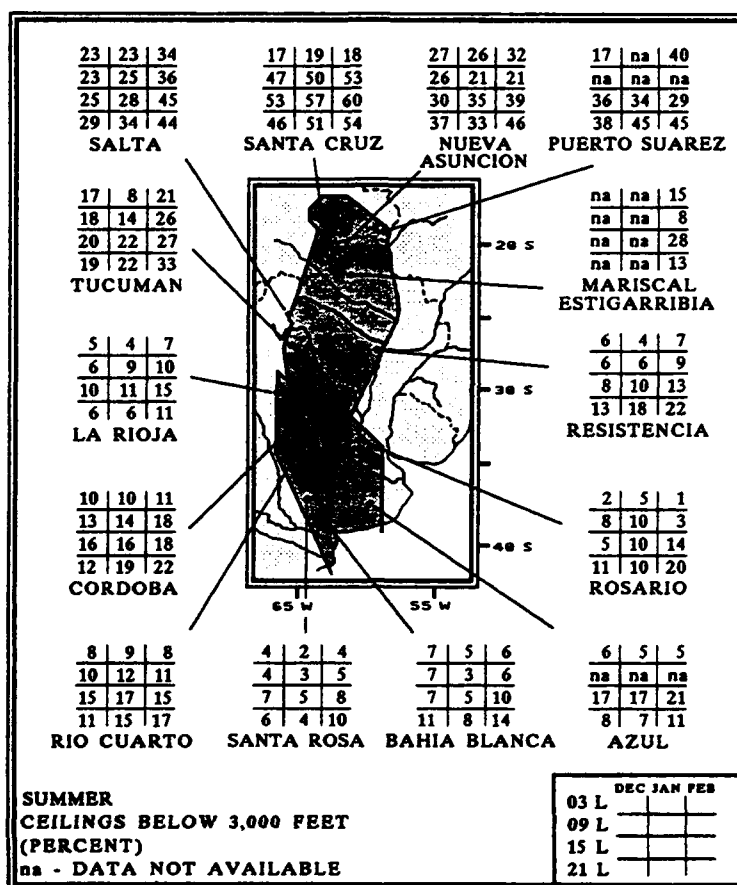 23 | 23 | 34
23 | 25 | 36
25 | 28 | 45
29 | 34 | 44
SALTA
17 | 19 | 18
47 | 50 | 53
53 | 57 | 60
46 | 51 | 54
SANTA CRUZ
27 | 26 | 32
26 | 21 | 21
30 | 35 | 39
37 | 33 | 46
NUEVA
ASUNCION
17 | na | 40
na | na | na
36 | 34 | 29
38 | 45 | 45
PUERTO SUAREZ
17 | 8 | 21
18 | 14 | 26
20 | 22 | 27
19 | 22 | 33
TUCUMAN
na | na | 15
na | na | 8
na | na | 28
na | na | 13
MARISCAL
ESTIGARRIBIA
20 S
5 | 4 | 7
6 | 9 | 10
10 | 11 | 15
6 | 6 | 11
LA RIOJA
6 | 4 | 7
6 | 6 | 9
8 | 10 | 13
13 | 18 | 22
RESISTENCIA
30 S
10 | 10 | 11
13 | 14 | 18
16 | 16 | 18
12 | 19 | 22
CORDOBA
2 | 5 | 1
8 | 10 | 3
5 | 10 | 14
11 | 10 | 20
ROSARIO
40 S
65 W
55 W
8 | 9 | 8
10 | 12 | 11
15 | 17 | 15
11 | 15 | 17
RIO CUARTO
4 | 2 | 4
4 | 3 | 5
7 | 5 | 8
6 | 4 | 10
SANTA ROSA
7 | 5 | 6
7 | 3 | 6
7 | 5 | 10
11 | 8 | 14
BAHIA BLANCA
6 | 5 | 5
na | na | na
17 | 17 | 21
8 | 7 | 11
AZUL
SUMMER
CEILINGS BELOW 3,000 FEET
(PERCENT)
na - DATA NOT AVAILABLE
DEC JAN FEB
03 L
09 L
15 L
21 L